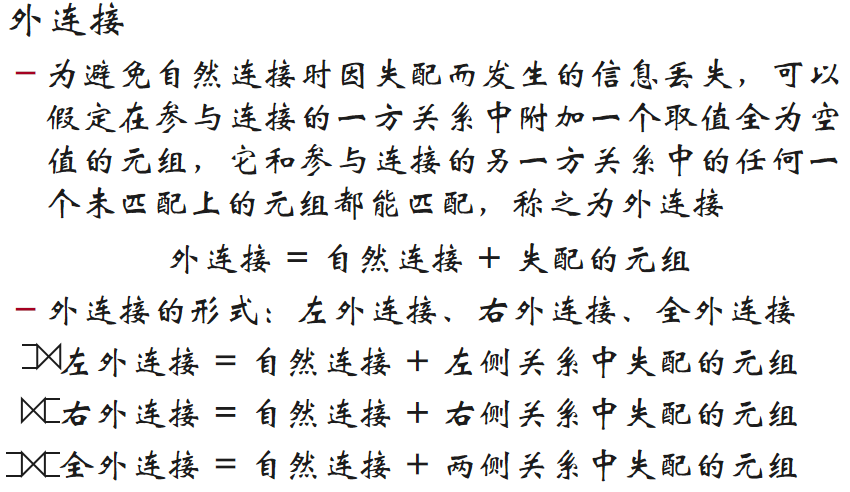 外连接
– 为避免自然连接时因失配而发生的信息丢失，可以
假定在参与连接的一方关系中附加一个取值全为空
值的元组，它和参与连接的另一方关系中的任何一
个未匹配上的元组都能匹配，称之为外连接
外连接 = 自然连接 + 失配的元组
– 外连接的形式：左外连接、右外连接、全外连接
⟕左外连接 = 自然连接 + 左侧关系中失配的元组
⟖右外连接 = 自然连接 + 右侧关系中失配的元组
⟗全外连接 = 自然连接 + 两侧关系中失配的元组